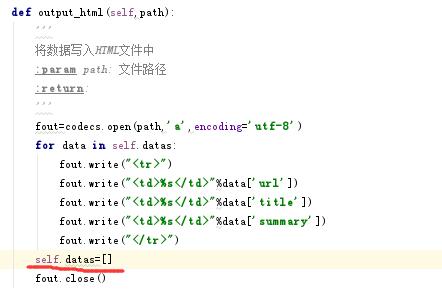 def output_html(self,path):
'''
将数据写入HTML文件中
:param path: 文件路径
:return:
'''
fout=codecs.open(path,'a',encoding='utf-8')
for data in self.datas:
fout.write("<tr>")
fout.write("<td>%s</td>"%data['url'])
fout.write("<td>%s</td>"%data['title'])
fout.write("<td>%s</td>"%data['summary'])
fout.write("</tr>")
self.datas=[]
fout.close()